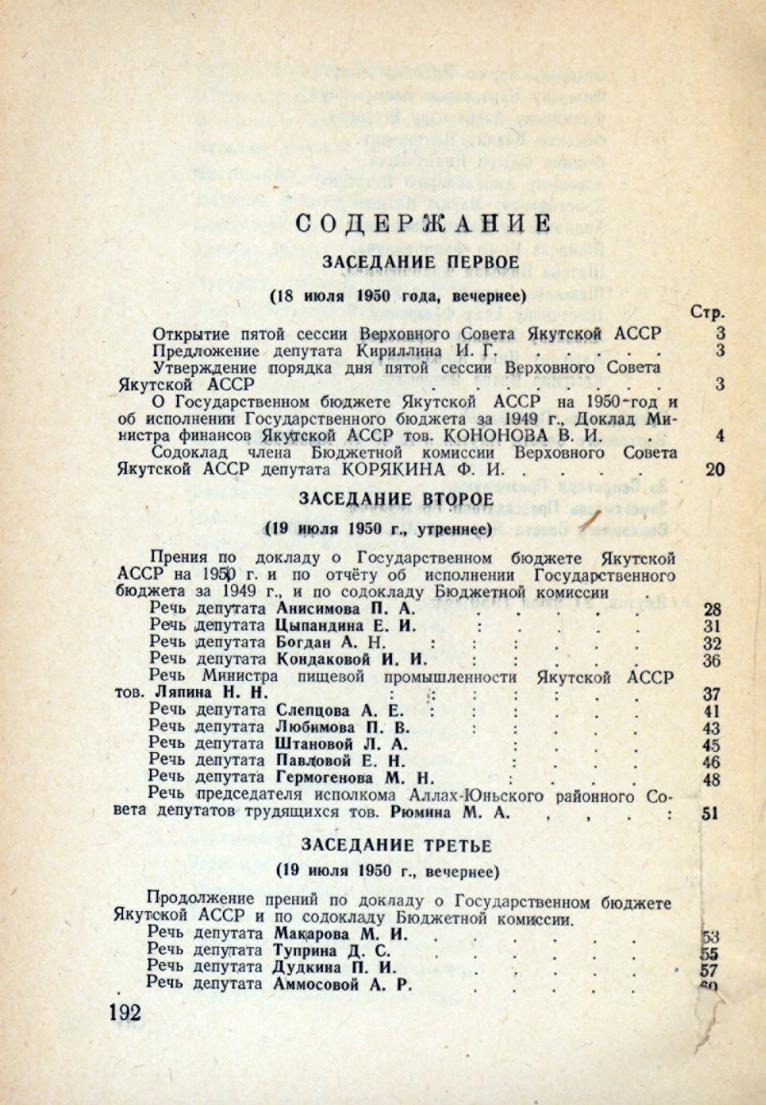 СОДЕРЖАНИЕ
ЗАСЕДАНИЕ ПЕРВОЕ
(18 июля 1950 года, вечернее)
Стр.
Открытие пятой сессии Верховного Совета Якутской АССР 3
Предложение депутата Кириллина И. Г. . . . . . 3
Утверждение порядка дня пятой сессии Верховного Совета
Якутской АССР . . . . . . . 3
О Государственном бюджете Якутской АССР на 1950 год и
об исполнении Государственного бюджета за 1949 г., Доклад Ми-
нистра финансов Якутской АССР тов. КОНОНОВА В. И. . . 4
Содоклад члена Бюджетной комиссии Верховного Совета
Якутской АССР депутата КОРЯКИНА Ф. И. . . . . 20
ЗАСЕДАНИЕ ВТОРОЕ
(19 июля 1950 г., утреннее)
Прения по докладу о Государственном бюджете Якутской
АССР на 1950 г. и по отчёту об исполнении Государственного
бюджета за 1949 г., и по содокладу Бюджетной комиссии .
Речь депутата Анисимова П. А. . . . . . 28
Речь депутата Цыпандина Е. И. : . . . . 31
Речь депутата Богдан А. Н. : : : . . . 32
Речь депутата Кондаковой И. И. : : . . . 36
Речь Министра пищевой промышленности Якутской АССР
тов. Ляпина Н. Н. : : : : : . . 37
Речь депутата Слепцова А. Е. : : : . . . 41
Речь депутата Любимова П. В. : : . . . 43
Речь депутата Штановой Л. А. : . . . 45
Речь депутата Павловой Е. Н. : . . . 46
Речь депутата Гермогенова М. Н. : . . . 48
Речь председателя исполкома Аллах-Юньского районного Со-
вета депутатов трудящихся тов. Рюмина М. А. , , . : 51
ЗАСЕДАНИЕ ТРЕТЬЕ
(19 июля 1950 г., вечернее)
Продолжение прений по докладу о Государственном бюджете
Якутской АССР и по содокладу Бюджетной комиссии.
Речь депутата Макарова М. И. . . . . . . 53
Речь депутата Туприна Д. С. . . . . . . 55
Речь депутата Дудкина П. И. . . . . . 57
Речь депутата Аммосовой А. Р. . . . . . 60
192